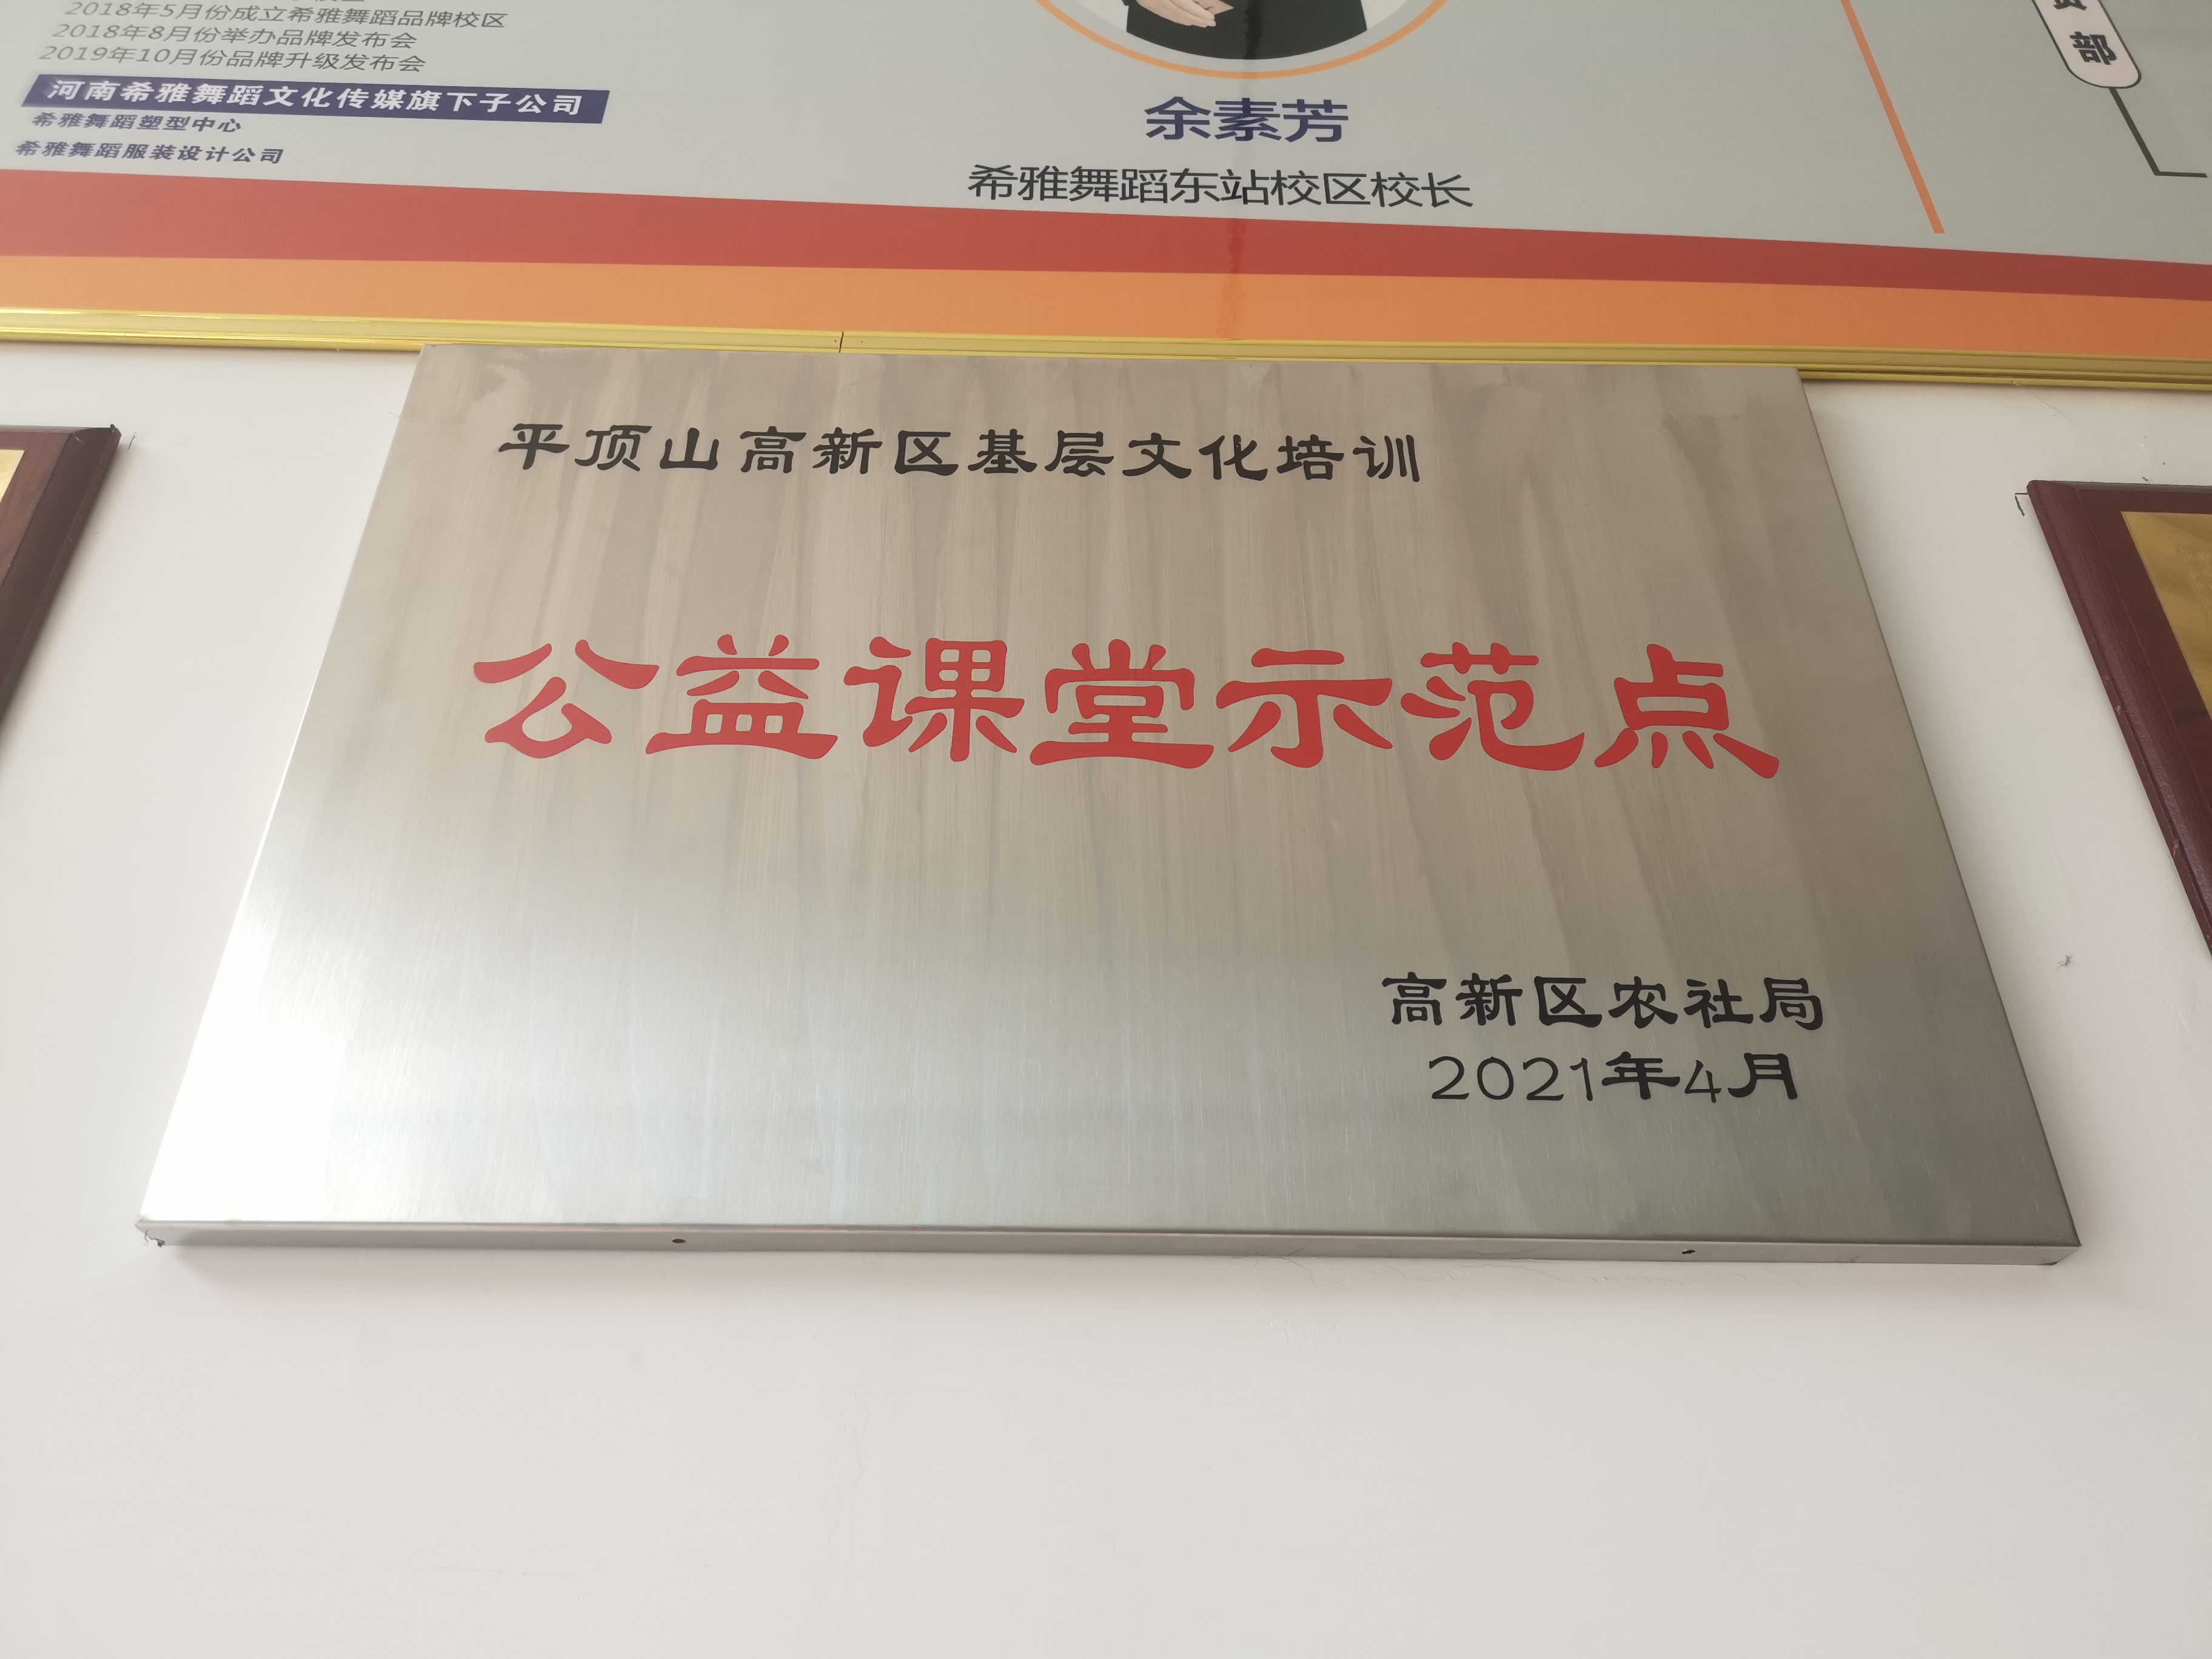 2018年5月份成立希雅舞蹈品牌校区
2018年8月份举办品牌发布会
2019年10月份品牌升级发布会
河南希雅舞蹈文化传媒旗下子公司
希雅舞蹈塑型中心
希雅舞蹈服装设计公司
余素芳
希雅舞蹈东站校区校长
部
平顶山高新区基层文化培训
公益课堂示范点
高新区农社局
2021年4月